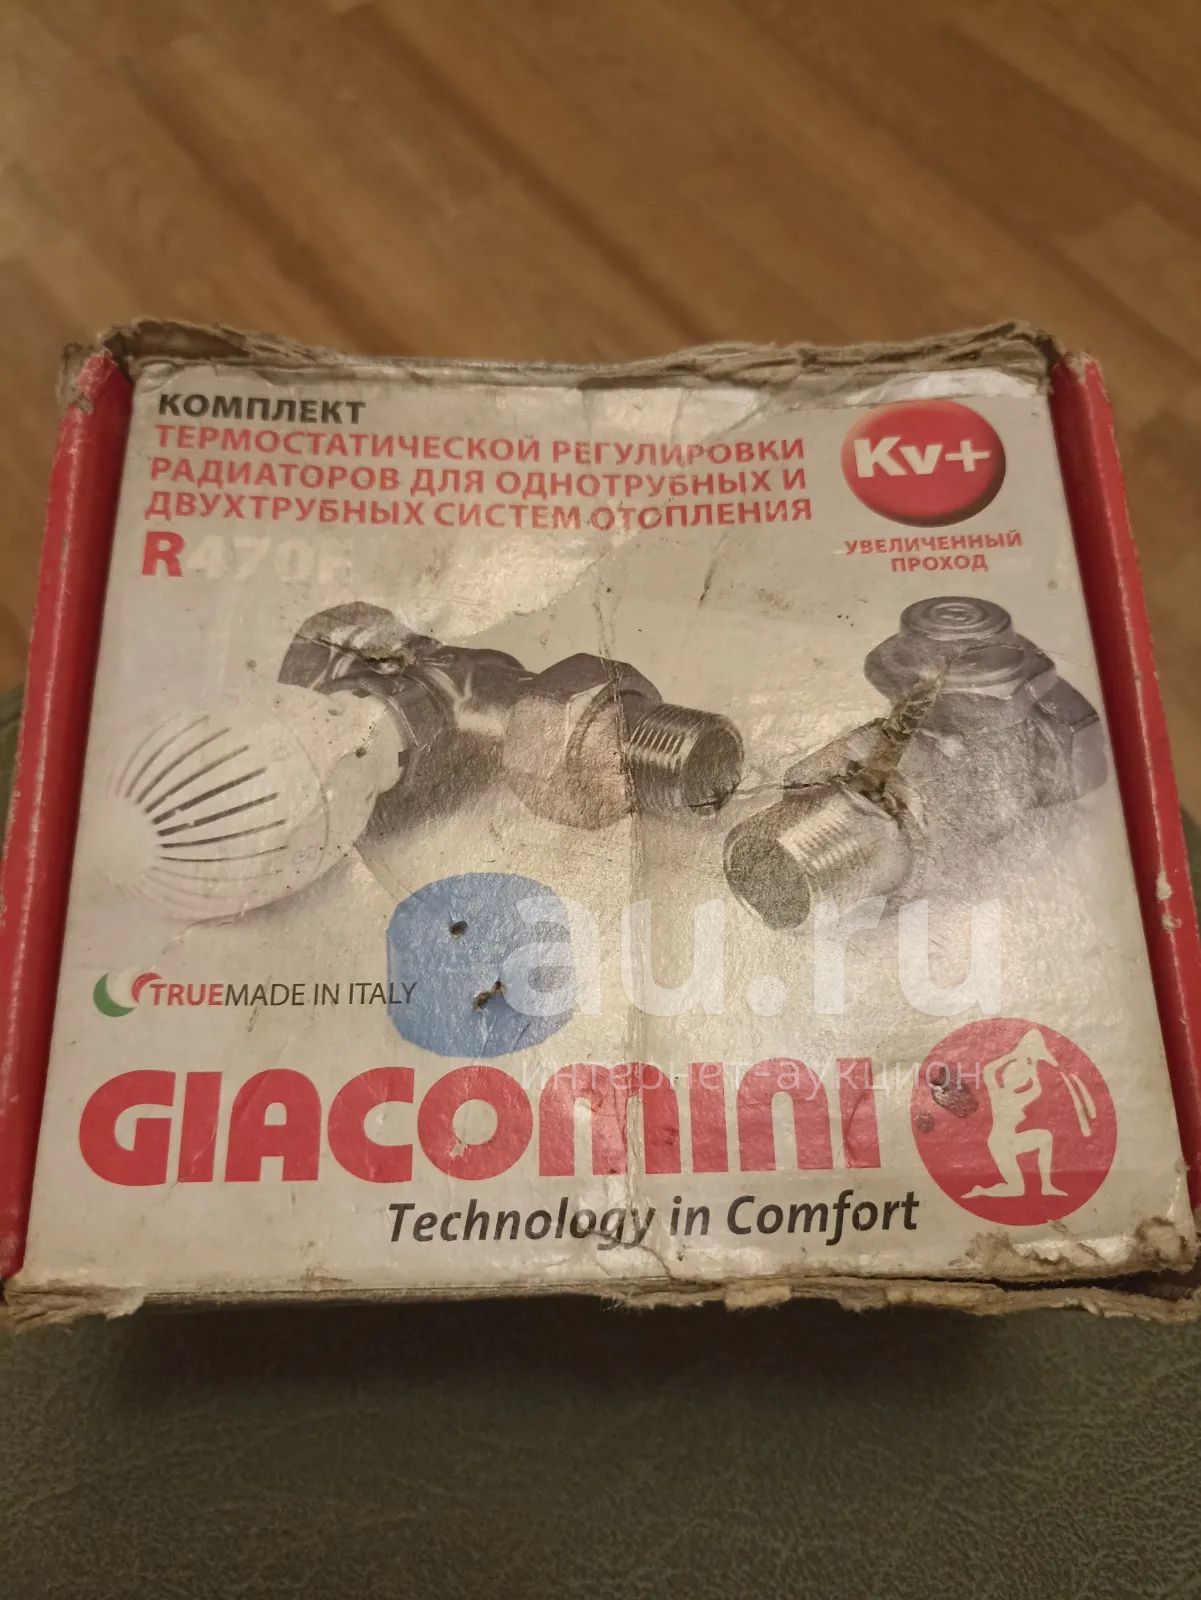 КОМПЛЕКТ
ТЕРМОСТАТИЧЕСКОЙ РЕГУЛИРОВКИ
РАДИАТОРОВ ДЛЯ ОДНОТРУБНЫХ И
ДВУХТРУБНЫХ СИСТЕМ ОТОПЛЕНИЯ
R470F
Kv+
УВЕЛИЧЕННЫЙ
ПРОХОД
TRUEMADE IN ITALY
au.ru
интернет-аукцион
GIACOMINI
Technology in Comfort